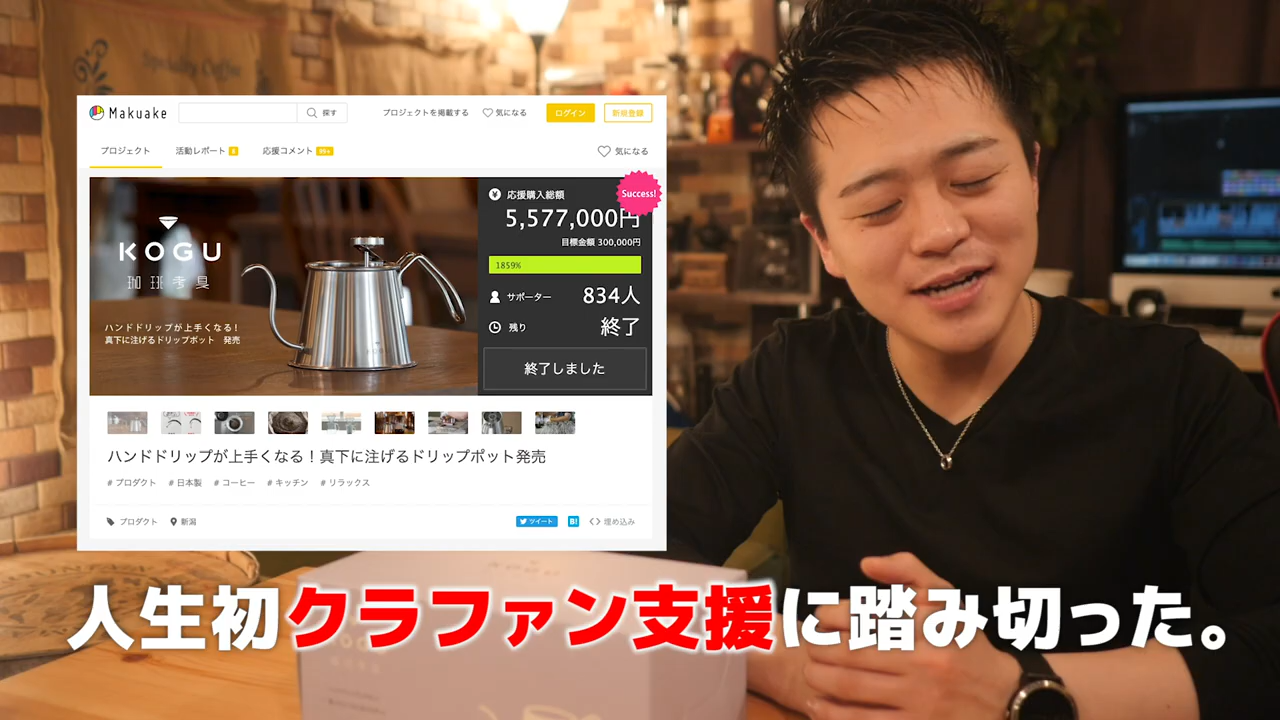 Specialty Coffee
Makuake
探す
プロジェクトを掲載する
気になる
ログイン
新規登録
プロジェクト
活動レポート 8
応援コメント 99+
気になる
KOGU
珈琲考具
ハンドドリップが上手くなる！
真下に注げるドリップポット 発売
Success!
応援購入総額
5,577,000円
目標金額 300,000円
1859%
サポーター 834人
残り 終了
終了しました
ハンドドリップが上手くなる！真下に注げるドリップポット発売
# プロダクト # 日本製 # コーヒー # キッチン # リラックス
プロダクト 新潟
ツイート
B!
埋め込み
KOGU
人生初クラファン支援に踏み切った。